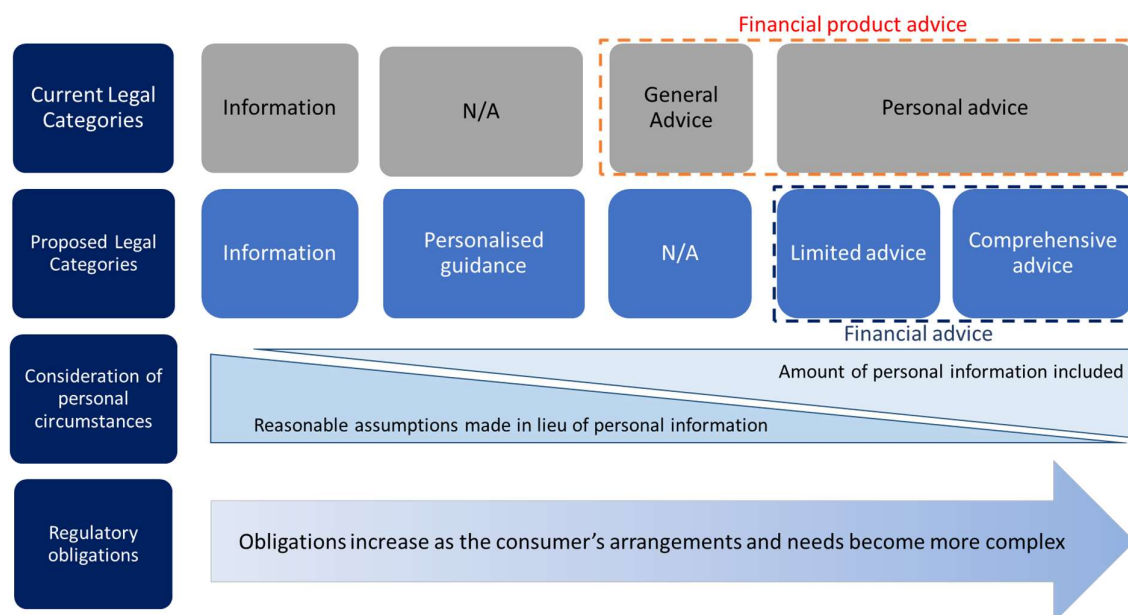 Financial product advice
Current Legal
Categories
Information
N/A
General
Advice
Personal advice
Proposed Legal
Categories
Information
Personalised
guidance
N/A
Limited advice
Comprehensive
advice
Financial advice
Consideration of
personal
circumstances
Amount of personal information included
Reasonable assumptions made in lieu of personal information
Regulatory
obligations
Obligations increase as the consumer’s arrangements and needs become more complex